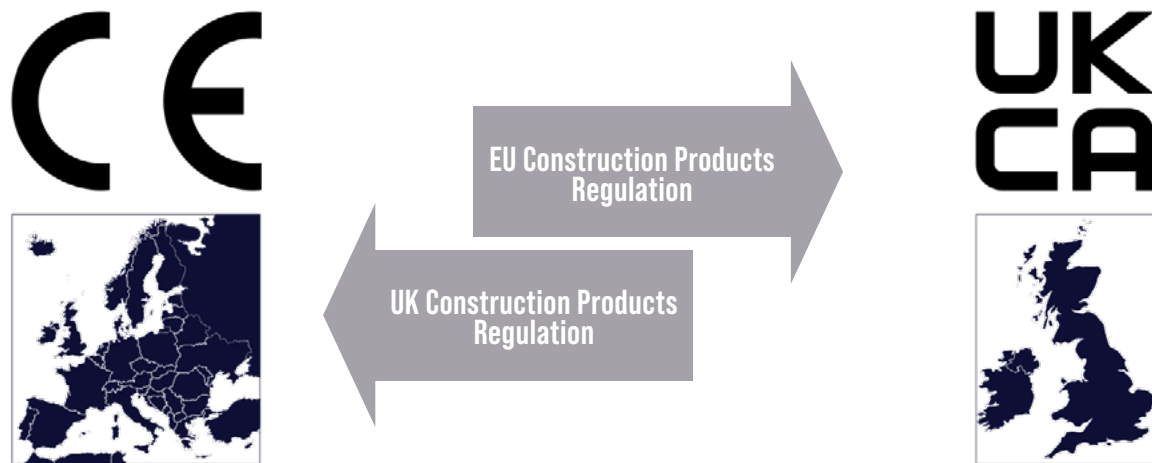 CE
UK
CA
EU Construction Products
Regulation
UK Construction Products
Regulation